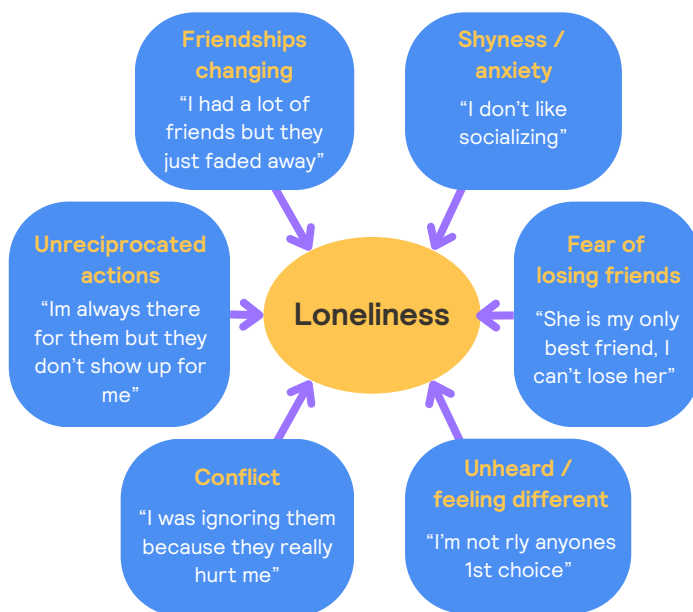 Friendships
changing
“I had a lot of
friends but they
just faded away”
Shyness /
anxiety
“I don’t like
socializing”
Unreciprocated
actions
“Im always there
for them but they
don’t show up for
me”
Loneliness
Fear of
losing friends
“She is my only
best friend, I
can’t lose her”
Conflict
“I was ignoring them
because they really
hurt me”
Unheard /
feeling different
“I’m not rly anyones
1st choice”